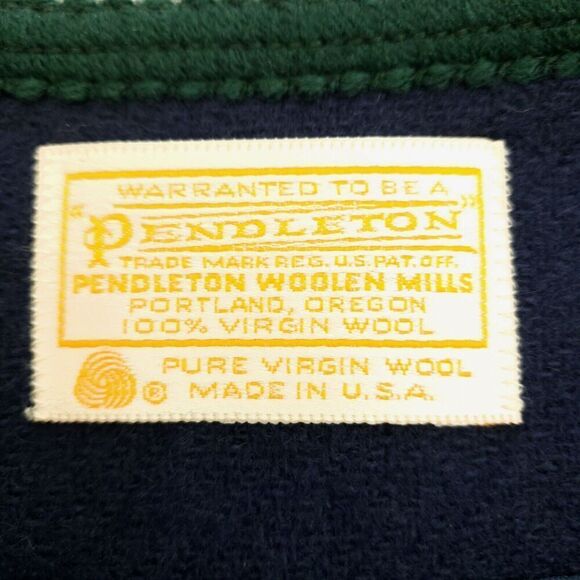 WARRANTED TO BE A
"PENDLETON"
TRADE MARK REG. U.S. PAT. OFF.
PENDLETON WOOLEN MILLS
PORTLAND, OREGON
100% VIRGIN WOOL
PURE VIRGIN WOOL
® MADE IN U.S.A.